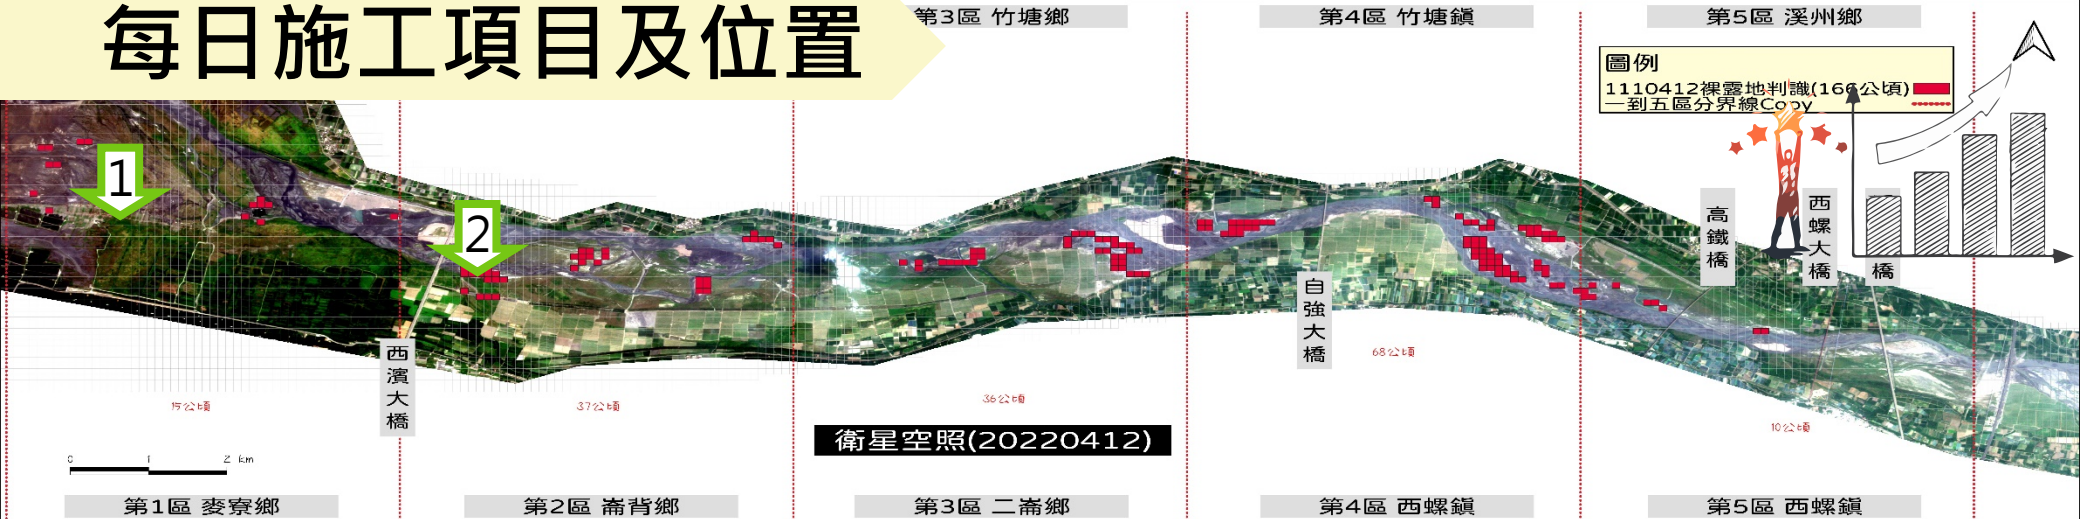 每日施工項目及位置
第3區 竹塘鄉
第4區 竹塘鎮
第5區 溪州鄉
圖例
1110412裸露地判識(166公頃)
一到五區分界線Copy
1
2
高鐵橋
西螺大橋
橋
自強大橋
西濱大橋
15公頃
37公頃
36公頃
68公頃
10公頃
衛星空照(20220412)
0 1 2 km
第1區 麥寮鄉
第2區 崙背鄉
第3區 二崙鄉
第4區 西螺鎮
第5區 西螺鎮